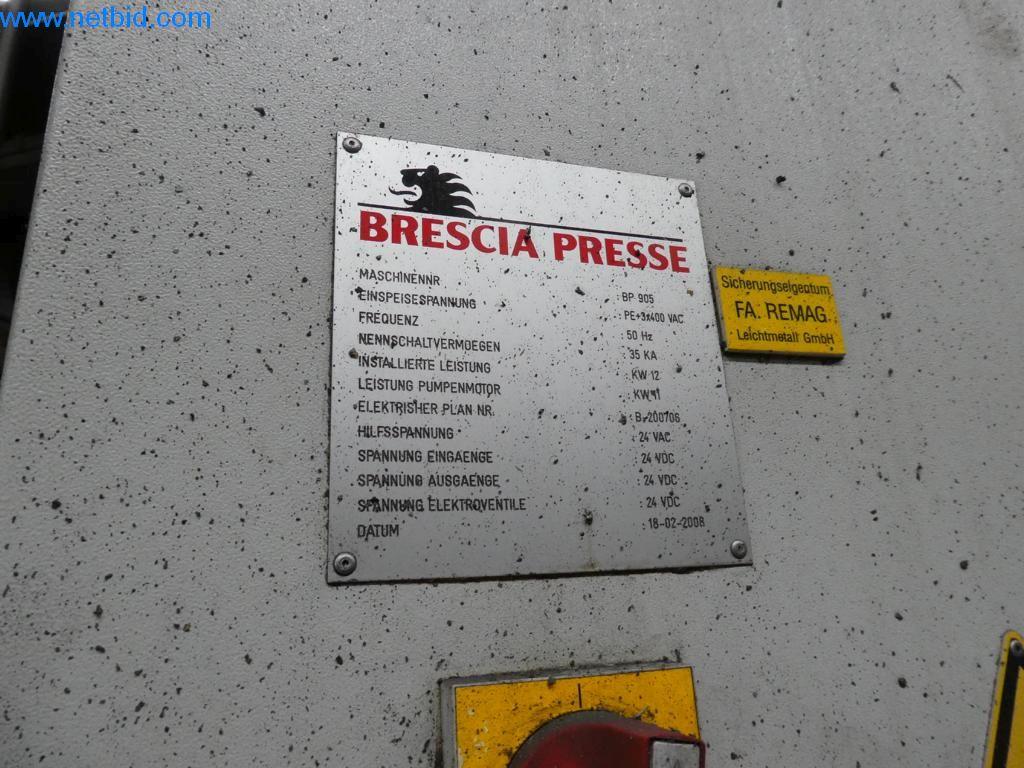 www.netbid.com
BRESCIA PRESSE
MASCHINENNR : BP 905
EINSPEISESPANNUNG : PE+3x400 VAC
FREQUENZ : 50 Hz
NENNSCHALTVERMOEGEN : 35 KA
INSTALLIERTE LEISTUNG : KW 12
LEISTUNG PUMPENMOTOR : KW 11
ELEKTRISHER PLAN NR. : B-200706
HILFSSPANNUNG : 24 VAC
SPANNUNG EINGAENGE : 24 VDC
SPANNUNG AUSGAENGE : 24 VDC
SPANNUNG ELEKTROVENTILE : 24 VDC
DATUM : 18-02-2008
Sicherungseigentum
FA. REMAG
Leichtmetall GmbH